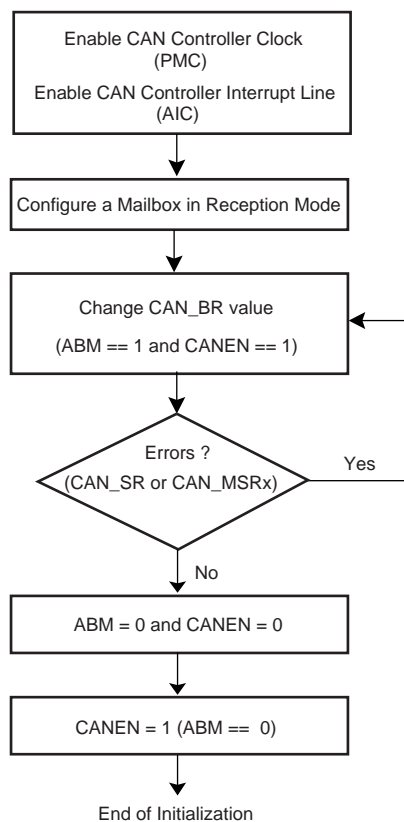 Enable CAN Controller Clock
(PMC)
Enable CAN Controller Interrupt Line
(AIC)
Configure a Mailbox in Reception Mode
Change CAN_BR value
(ABM == 1 and CANEN == 1)
Errors ?
(CAN_SR or CAN_MSRx)
Yes
No
ABM = 0 and CANEN = 0
CANEN = 1 (ABM == 0)
End of Initialization